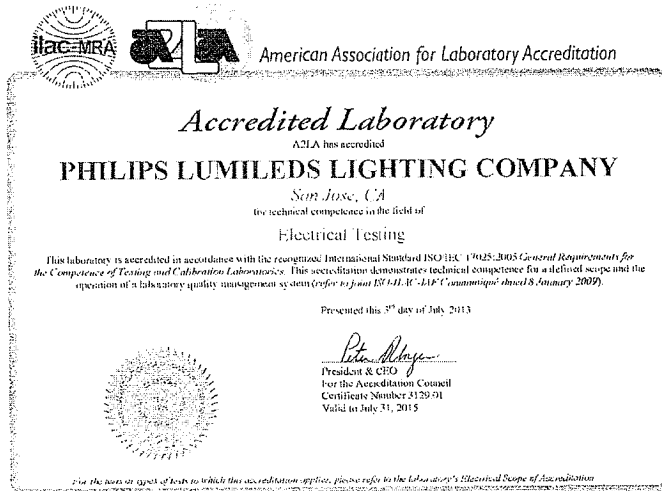 ilac-MRA
A2LA
American Association for Laboratory Accreditation
Accredited Laboratory
A2LA has accredited
PHILIPS LUMILEDS LIGHTING COMPANY
San Jose, CA
for technical competence in the field of
Electrical Testing
This laboratory is accredited in accordance with the recognized International Standard ISO/IEC 17025:2005 General Requirements for
the Competence of Testing and Calibration Laboratories. This accreditation demonstrates technical competence for a defined scope and the
operation of a laboratory quality management system (refer to joint ISO-ILAC-IAF Communiqué dated 8 January 2009).
Presented this 3rd day of July 2013
President & CEO
For the Accreditation Council
Certificate Number 3129.01
Valid to July 31, 2015
For the tests or types of tests to which this accreditation applies, please refer to the laboratory's Electrical Scope of Accreditation